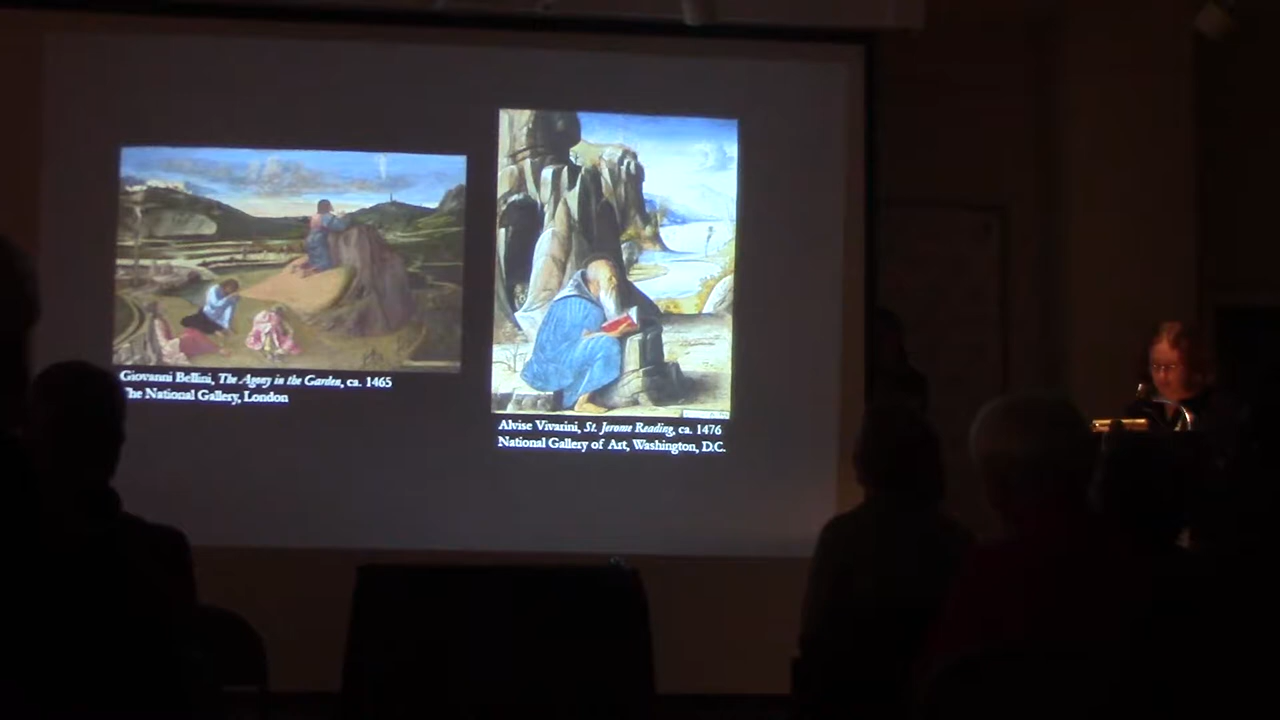 Giovanni Bellini, The Agony in the Garden, ca. 1465
The National Gallery, London
Alvise Vivarini, St. Jerome Reading, ca. 1476
National Gallery of Art, Washington, D.C.